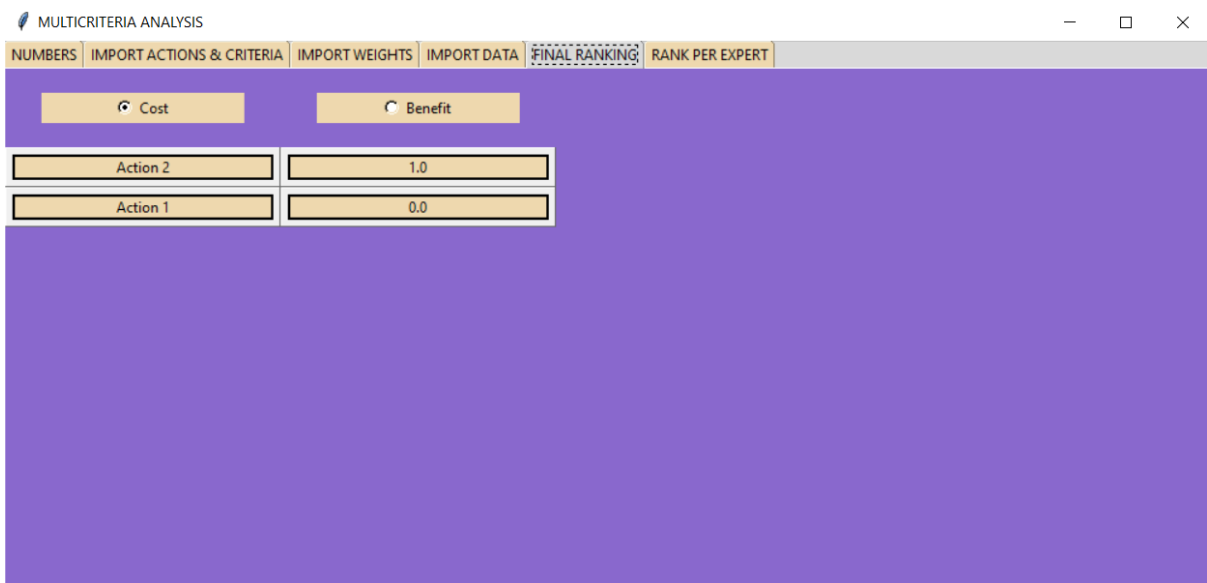 MULTICRITERIA ANALYSIS
NUMBERS IMPORT ACTIONS & CRITERIA IMPORT WEIGHTS IMPORT DATA FINAL RANKING RANK PER EXPERT
Cost Benefit
Action 2 1.0
Action 1 0.0